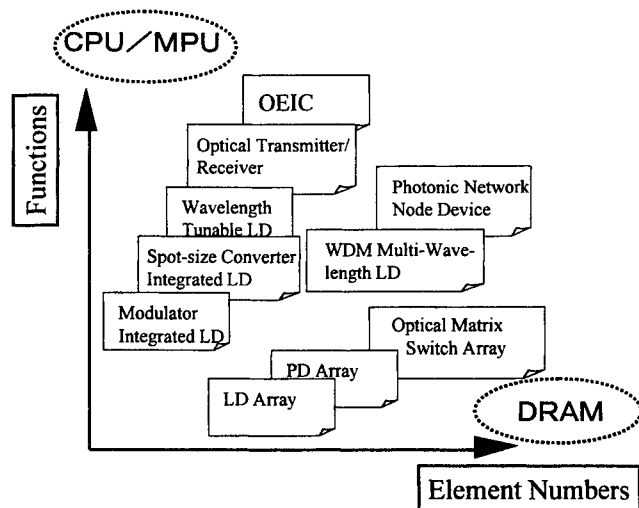 CPU／MPU
Functions
OEIC
Optical Transmitter/
Receiver
Wavelength
Tunable LD
Spot-size Converter
Integrated LD
Modulator
Integrated LD
Photonic Network
Node Device
WDM Multi-Wave-
length LD
Optical Matrix
Switch Array
PD Array
LD Array
DRAM
Element Numbers